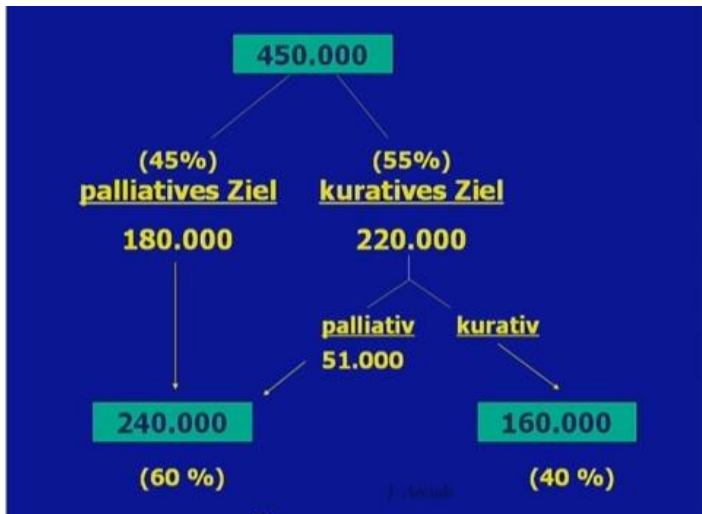 450.000
(45%)
palliatives Ziel
180.000
(55%)
kuratives Ziel
220.000
palliativ
51.000
kurativ
240.000
(60 %)
160.000
(40 %)